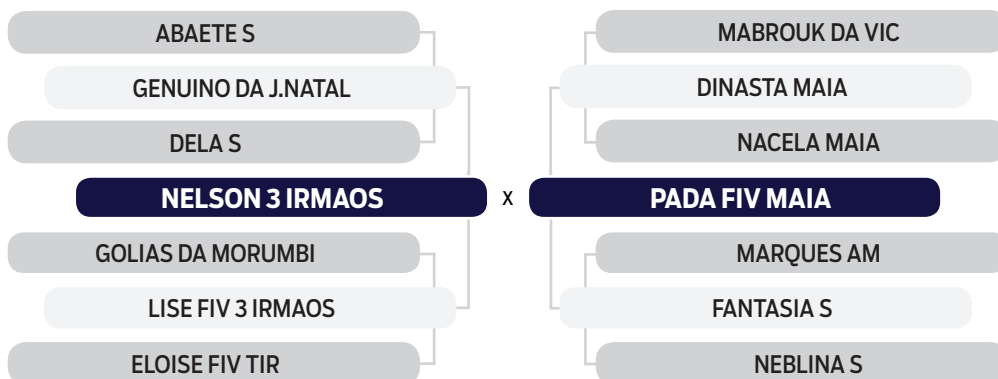 ABAETE S
GENUINO DA J.NATAL
DELA S
NELSON 3 IRMAOS
GOLIAS DA MORUMBI
LISE FIV 3 IRMAOS
ELOISE FIV TIR
x
MABROUK DA VIC
DINASTA MAIA
NACELA MAIA
PADA FIV MAIA
MARQUES AM
FANTASIA S
NEBLINA S